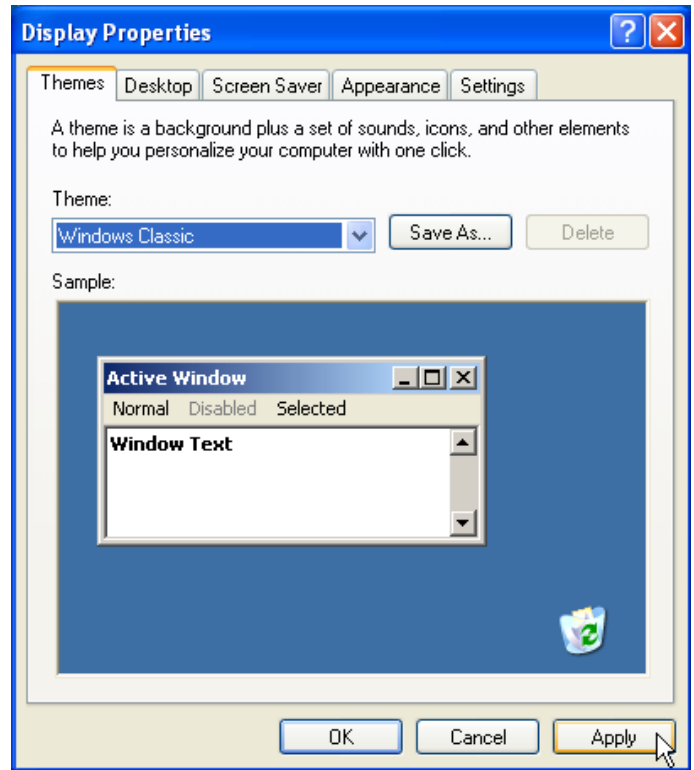 Display Properties
Themes Desktop Screen Saver Appearance Settings
A theme is a background plus a set of sounds, icons, and other elements
to help you personalize your computer with one click.
Theme:
Windows Classic Save As... Delete
Sample:
Active Window
Normal Disabled Selected
Window Text
OK Cancel Apply